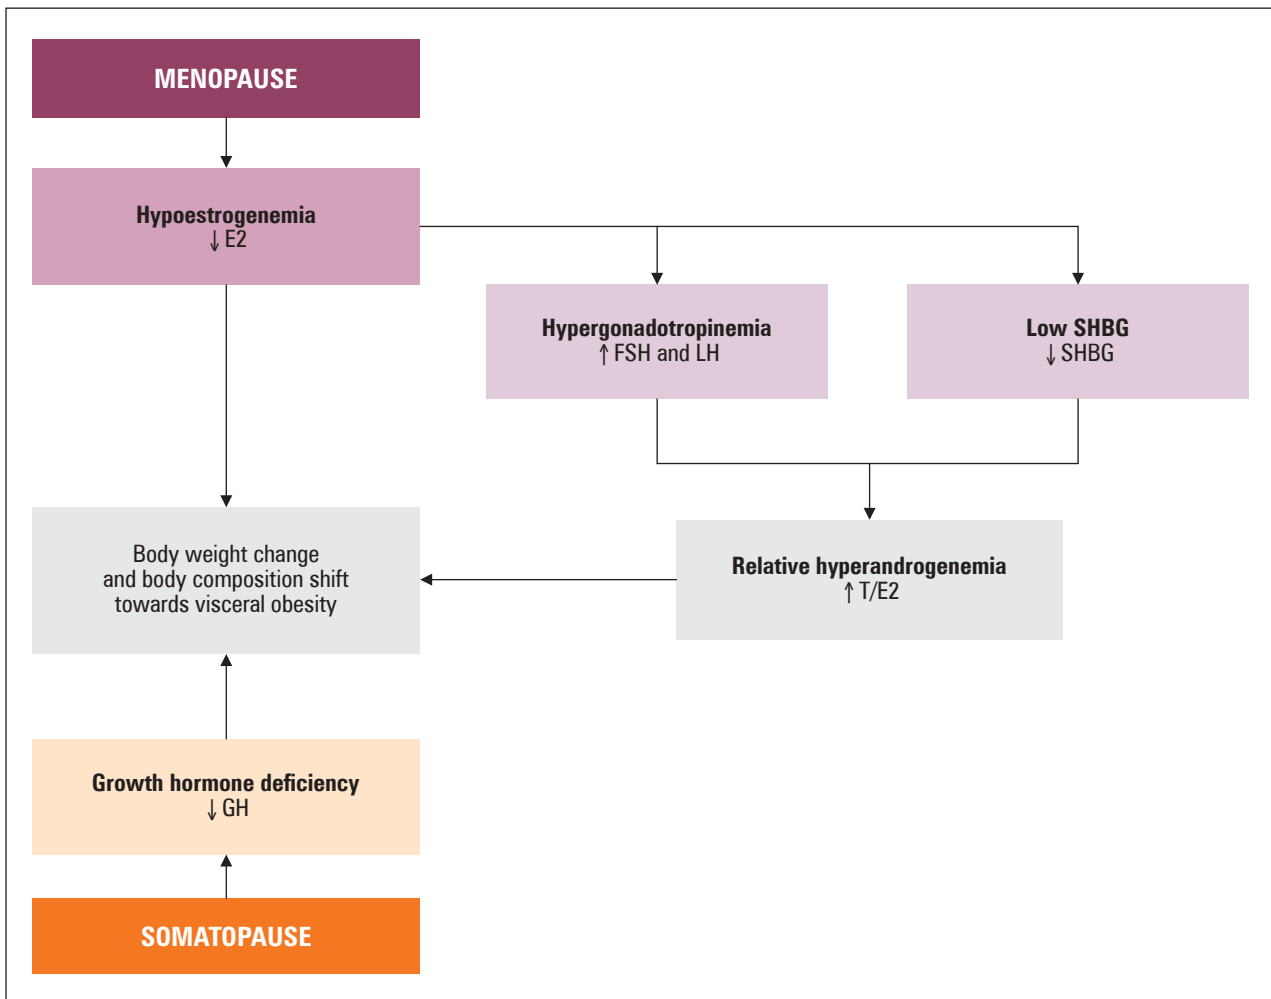 MENOPAUSE
Hypoestrogenemia
↓ E2
Hypergonadotropinemia
↑ FSH and LH
Low SHBG
↓ SHBG
Body weight change
and body composition shift
towards visceral obesity
Relative hyperandrogenemia
↑ T/E2
Growth hormone deficiency
↓ GH
SOMATOPAUSE